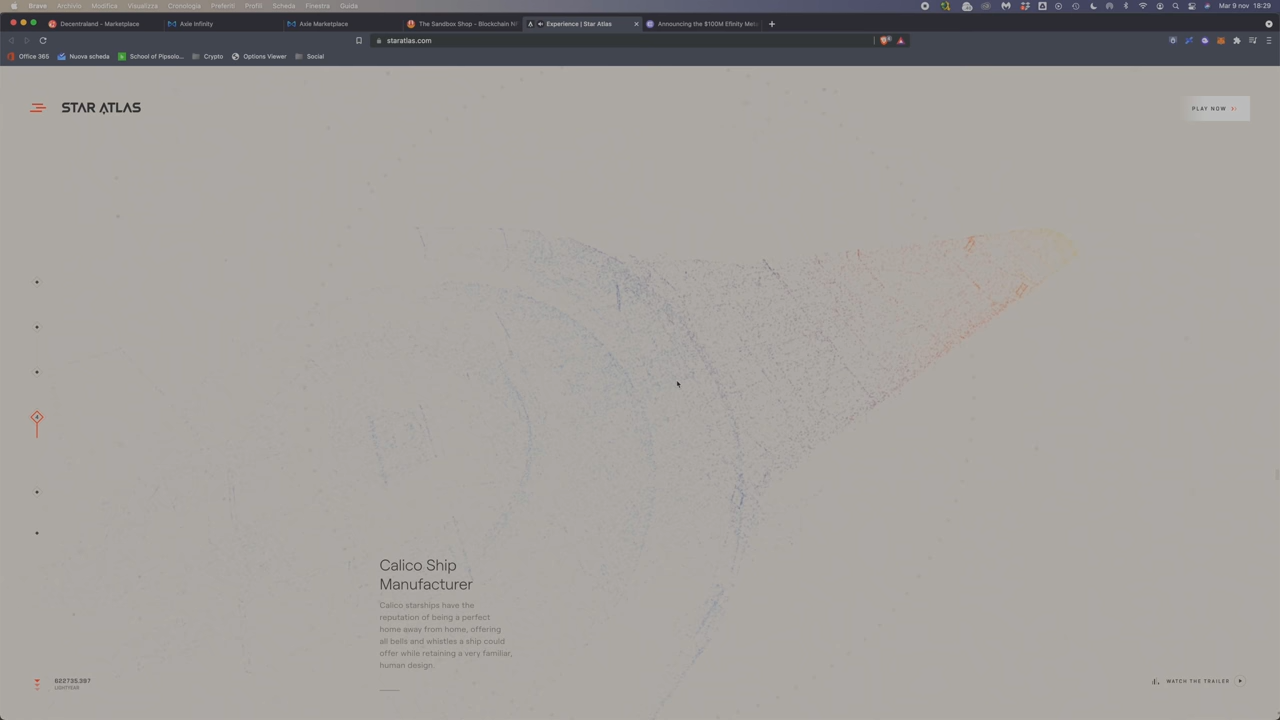 Brave Archivio Modifica Visualizza Cronologia Preferiti Profili Scheda Finestra Guida Mar 9 nov 18:29
Decentraland - Marketplace Axie Infinity Axie Marketplace The Sandbox Shop - Blockchain N Experience | Star Atlas Announcing the $100M Efinity Met
staratlas.com
Office 365 Nuova scheda School of Pipsolo... Crypto Options Viewer Social
STAR ATLAS
PLAY NOW
Calico Ship
Manufacturer
Calico starships have the
reputation of being a perfect
home away from home, offering
all bells and whistles a ship could
offer while retaining a very familiar,
human design.
622735.397
LIGHTYEAR
WATCH THE TRAILER